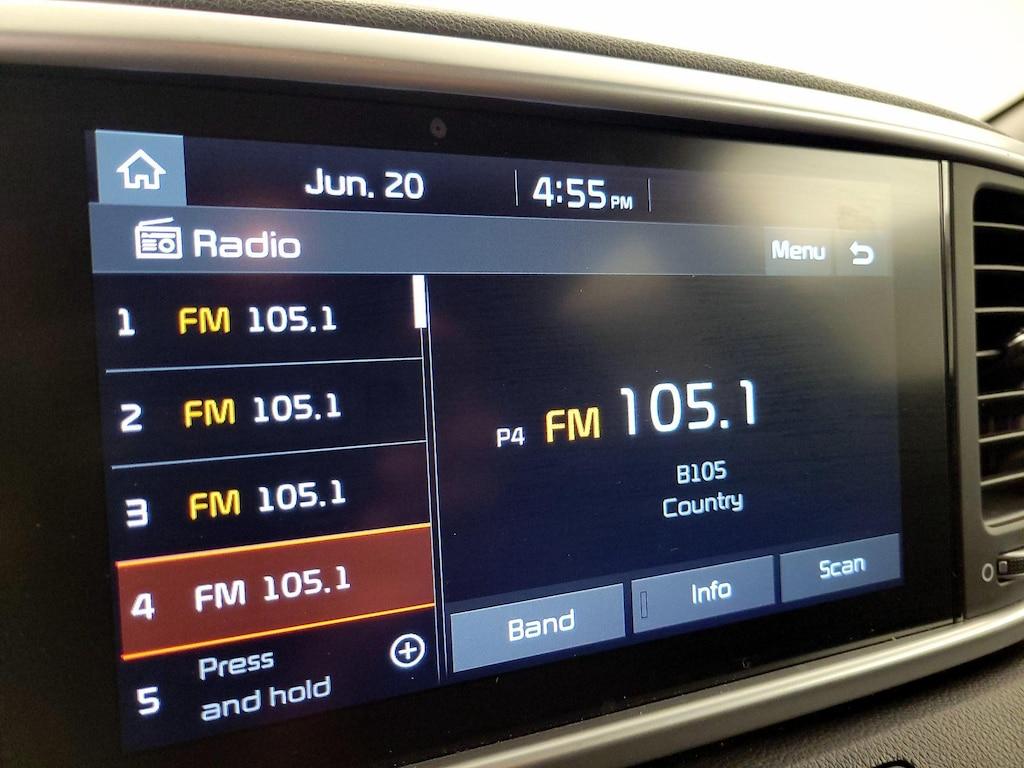 Jun. 20 4:55 PM
Radio Menu
1 FM 105.1
2 FM 105.1
3 FM 105.1
4 FM 105.1
5 Press
and hold
P4 FM 105.1
B105
Country
Band Info Scan